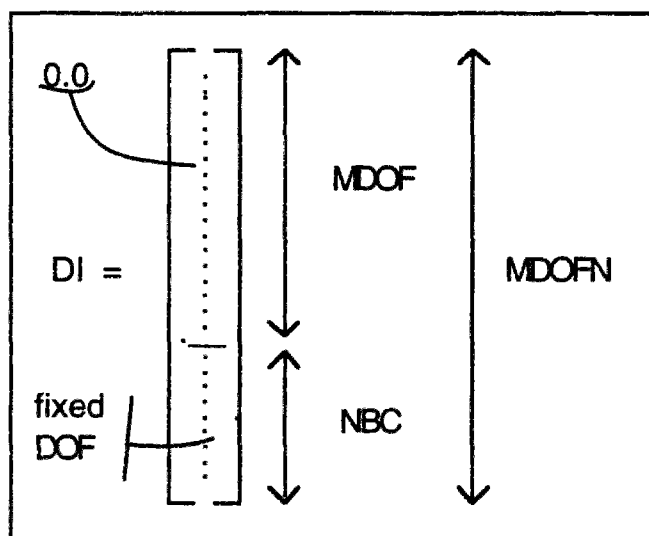 0.0
MDOF
DI =
MDOFN
fixed
DOF
NBC